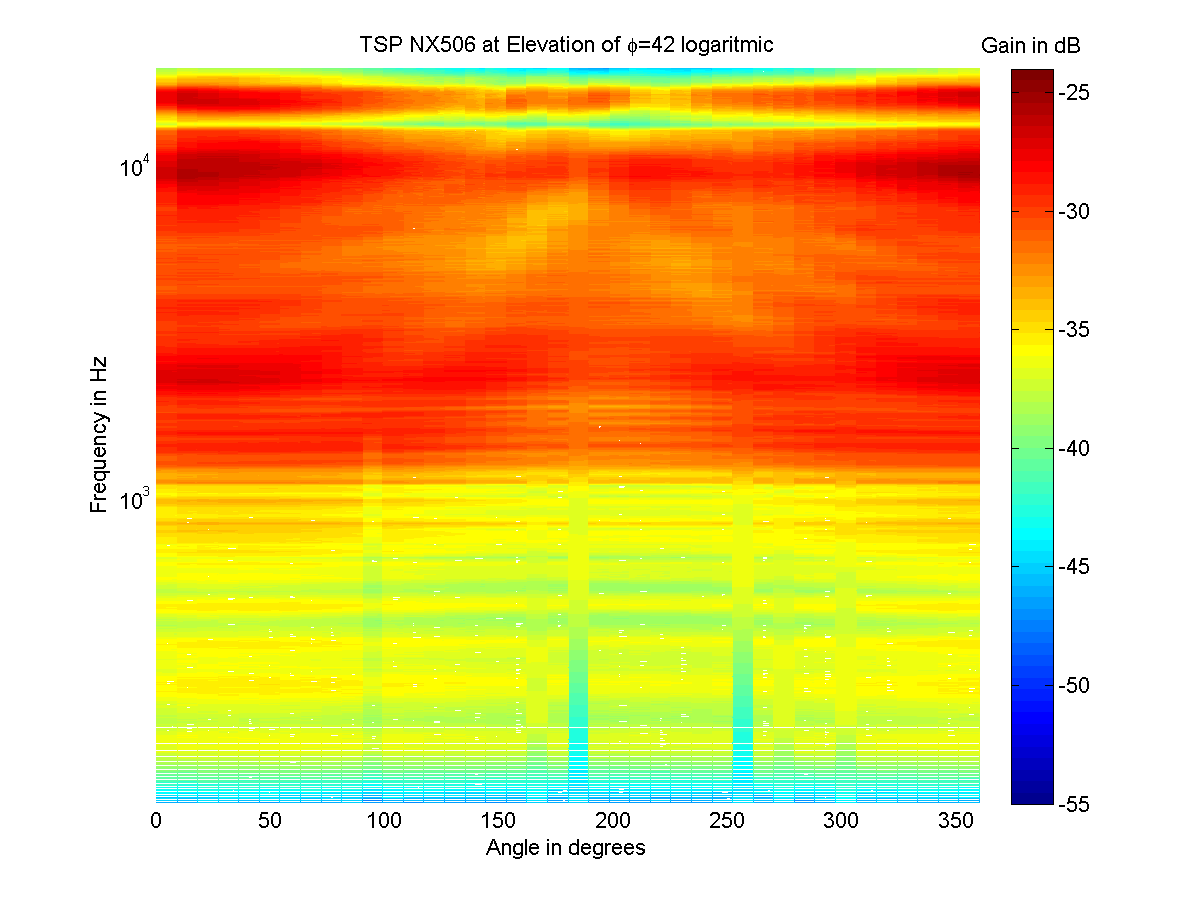 TSP NX506 at Elevation of ϕ=42 logaritmic
Gain in dB
-25
-30
-35
-40
-45
-50
-55
Frequency in Hz
10^4
10^3
0 50 100 150 200 250 300 350
Angle in degrees